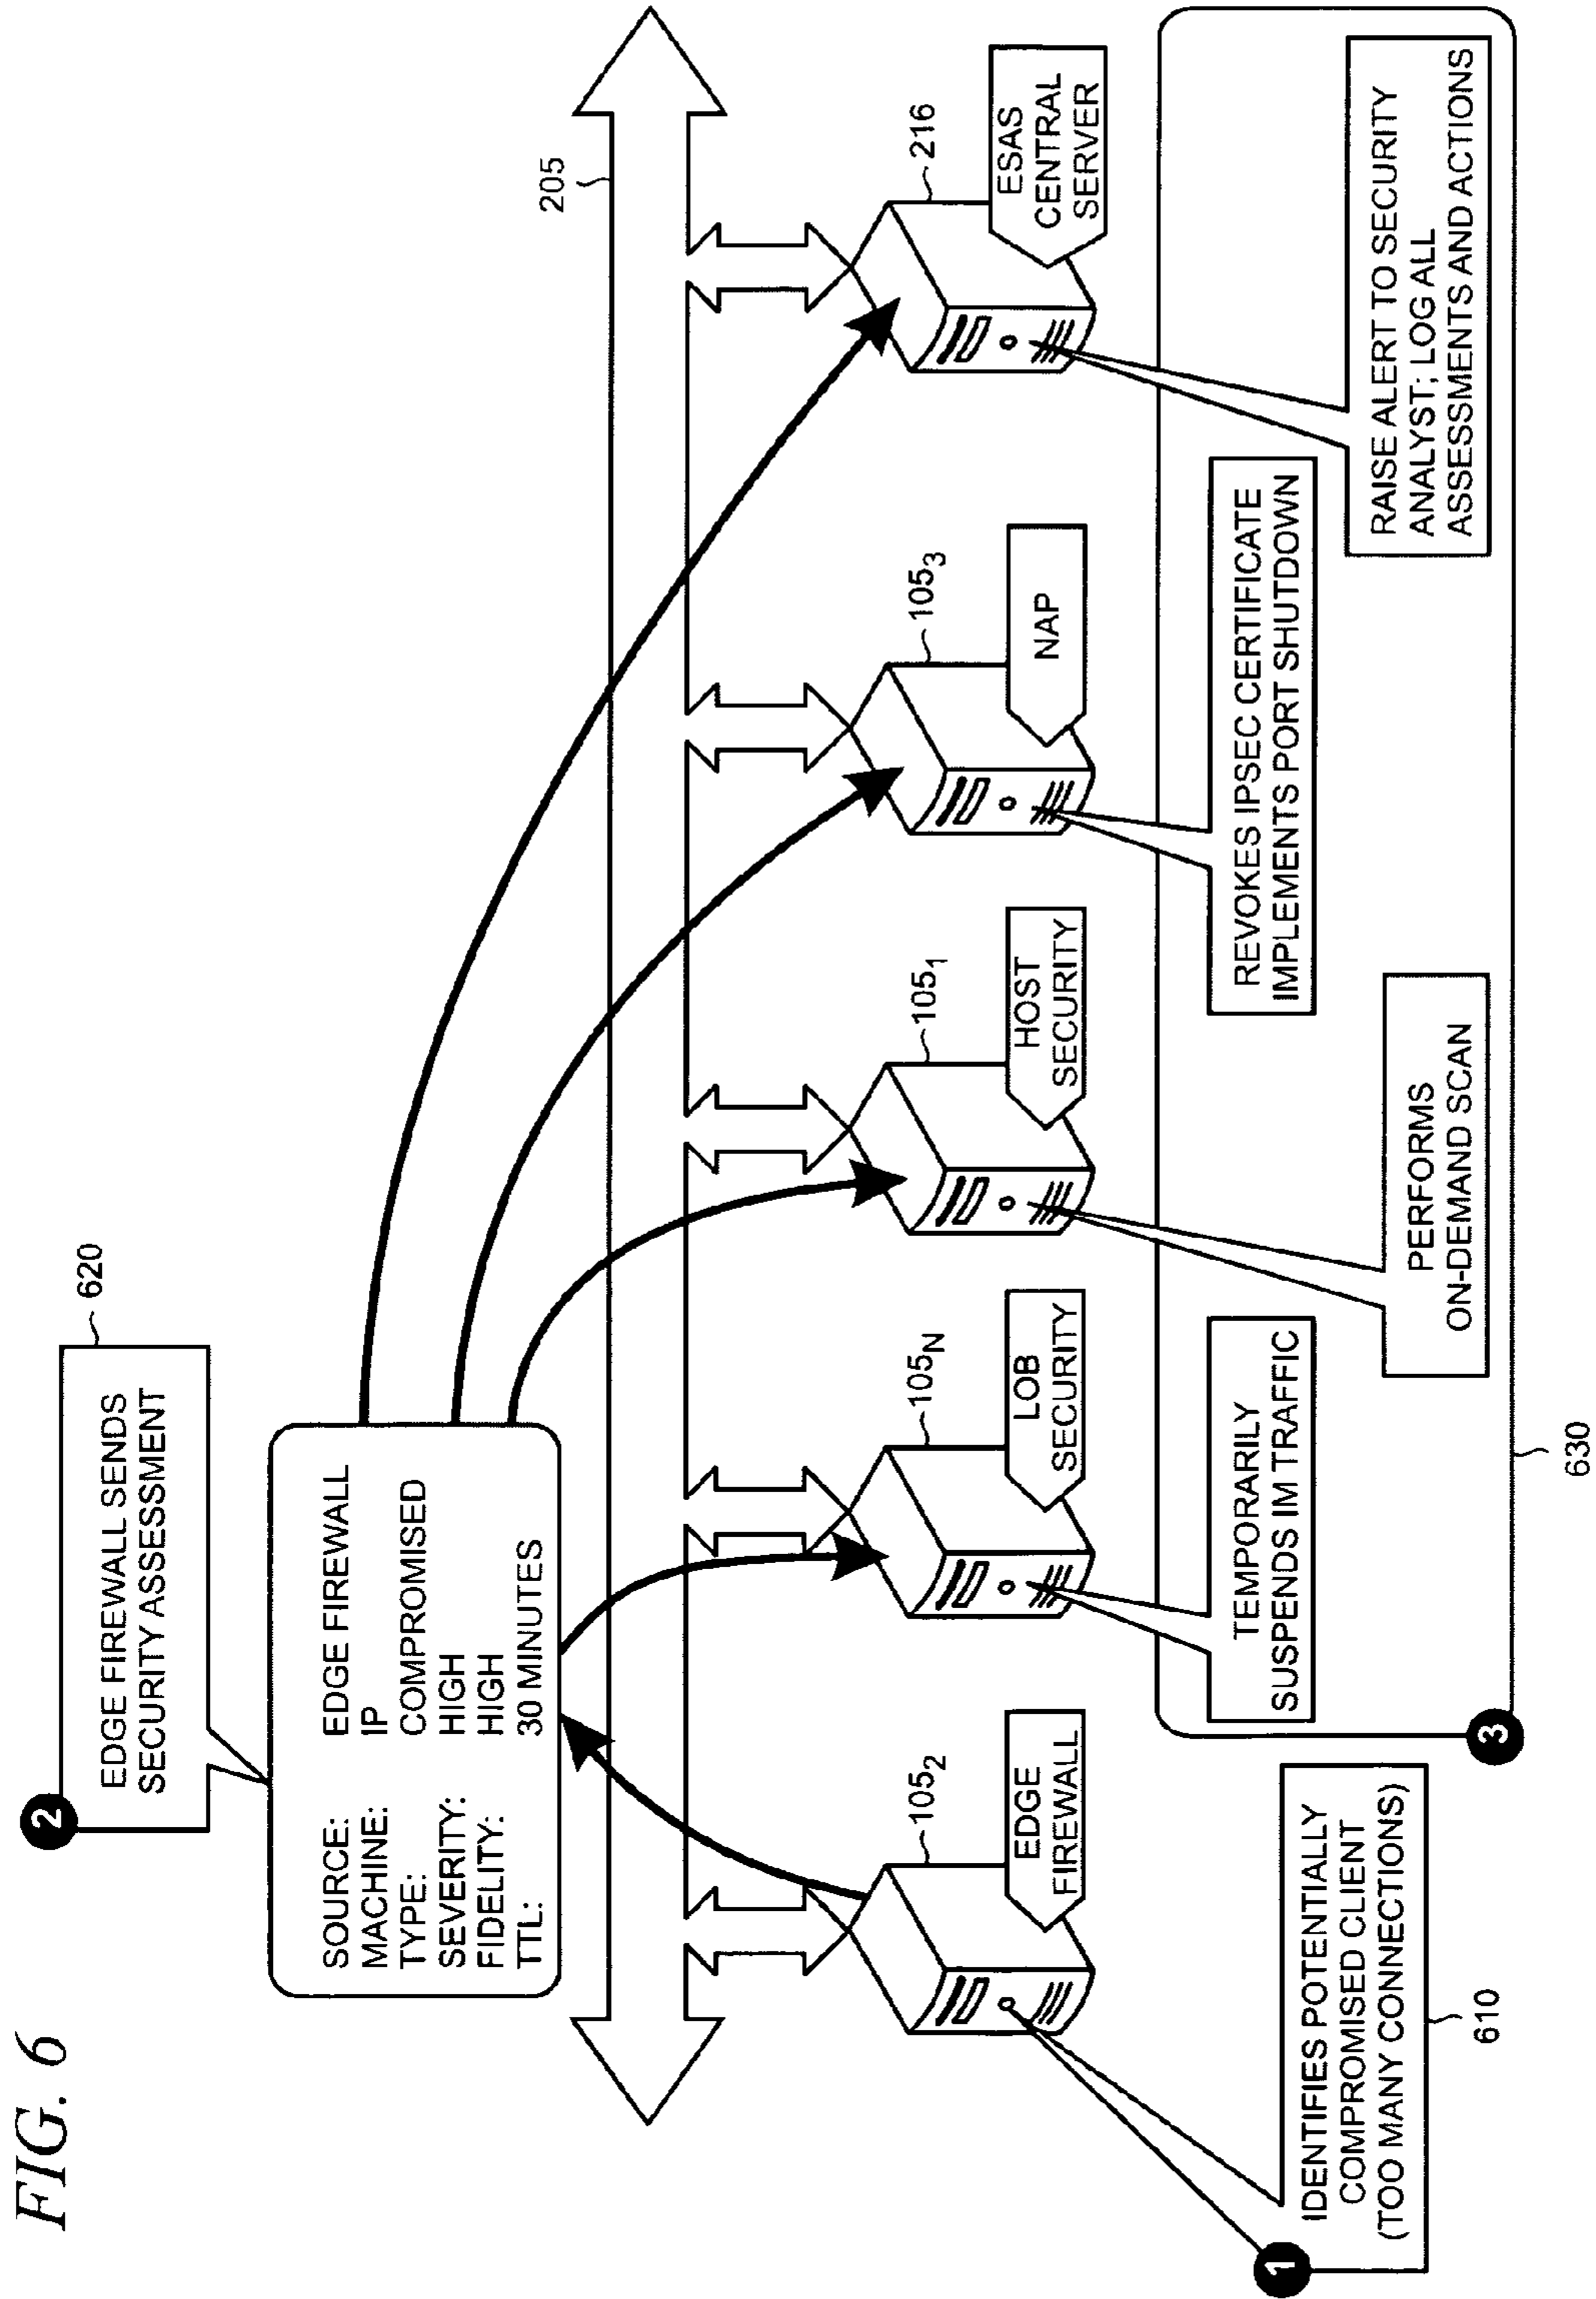 FIG. 6
2
EDGE FIREWALL SENDS
SECURITY ASSESSMENT
620
SOURCE: EDGE FIREWALL
MACHINE: IP
TYPE: COMPROMISED
SEVERITY: HIGH
FIDELITY: HIGH
TTL: 30 MINUTES
205
105₂
EDGE
FIREWALL
105N
LOB
SECURITY
105₁
HOST
SECURITY
105₃
NAP
216
ESAS
CENTRAL
SERVER
1
IDENTIFIES POTENTIALLY
COMPROMISED CLIENT
(TOO MANY CONNECTIONS)
610
3
TEMPORARILY
SUSPENDS IM TRAFFIC
PERFORMS
ON-DEMAND SCAN
REVOKES IPSEC CERTIFICATE
IMPLEMENTS PORT SHUTDOWN
RAISE ALERT TO SECURITY
ANALYST; LOG ALL
ASSESSMENTS AND ACTIONS
630